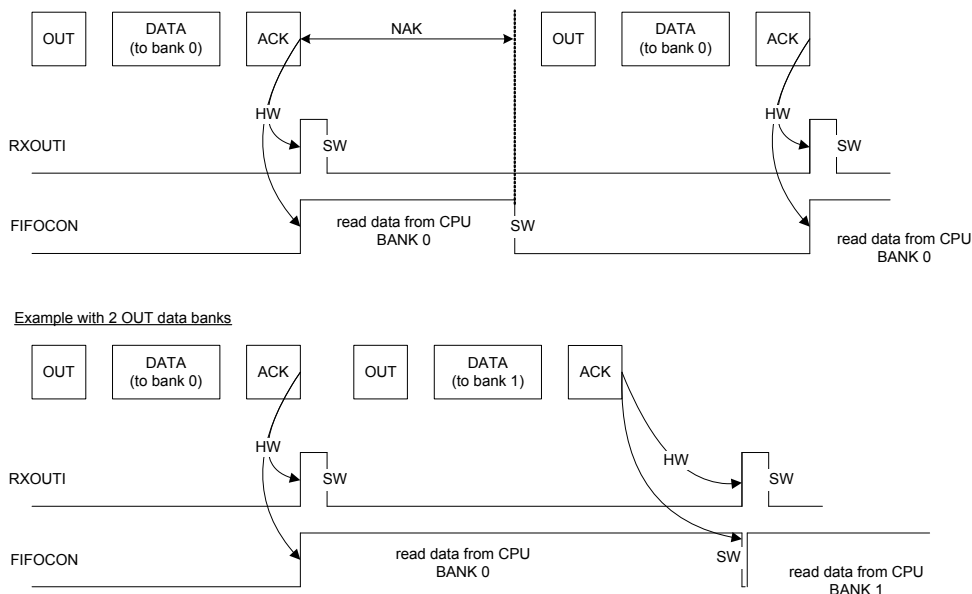 OUT DATA (to bank 0) ACK NAK OUT DATA (to bank 0) ACK
HW HW
RXOUTI SW SW
FIFOCON read data from CPU BANK 0 SW read data from CPU BANK 0
Example with 2 OUT data banks
OUT DATA (to bank 0) ACK OUT DATA (to bank 1) ACK
HW HW
RXOUTI SW SW
FIFOCON read data from CPU BANK 0 SW read data from CPU BANK 1